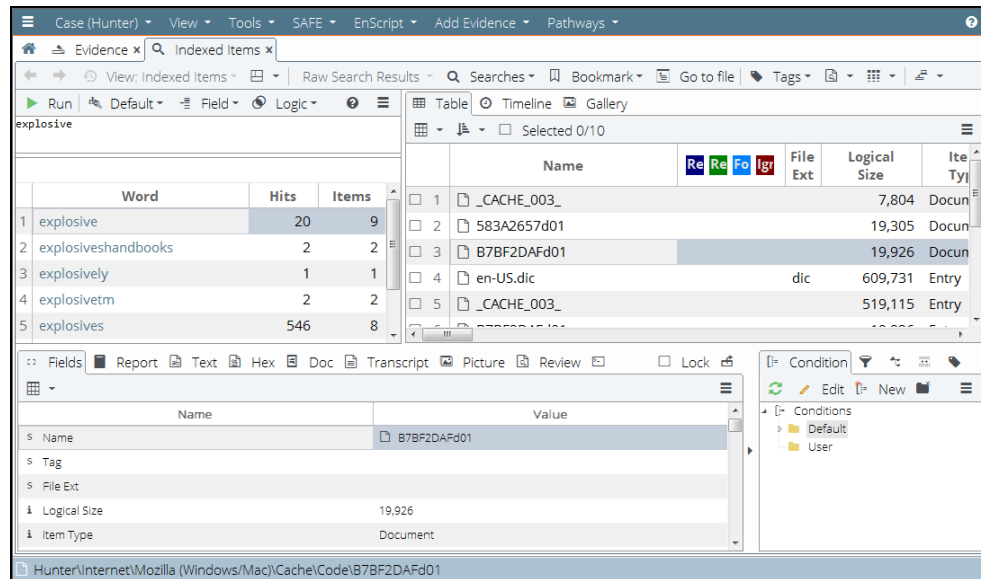 Case (Hunter) View Tools SAFE EnScript Add Evidence Pathways
Evidence x Indexed Items x
View: Indexed Items Raw Search Results Searches Bookmark Go to file Tags
Run Default Field Logic
explosive
Word Hits Items
1 explosive 20 9
2 explosiveshandbooks 2 2
3 explosively 1 1
4 explosivetm 2 2
5 explosives 546 8
Table Timeline Gallery
Selected 0/10
Name Re Re Fo Igr File Ext Logical Size Ite Typ
1 _CACHE_003_ 7,804 Docun
2 583A2657d01 19,305 Docun
3 B7BF2DAFd01 19,926 Docun
4 en-US.dic dic 609,731 Entry
5 _CACHE_003_ 519,115 Entry
Fields Report Text Hex Doc Transcript Picture Review Lock
Name Value
S Name B7BF2DAFd01
S Tag
S File Ext
i Logical Size 19,926
i Item Type Document
Condition
Edit New
Conditions
Default
User
Hunter\Internet\Mozilla (Windows/Mac)\Cache\Code\B7BF2DAFd01